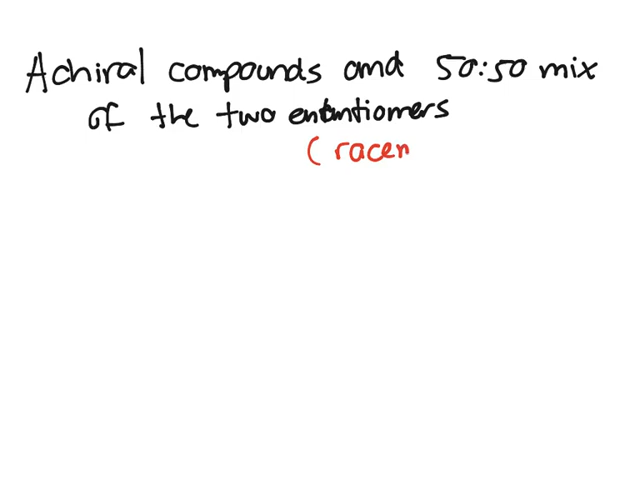 Achiral compounds and 50:50 mix
of the two enantiomers
( racem